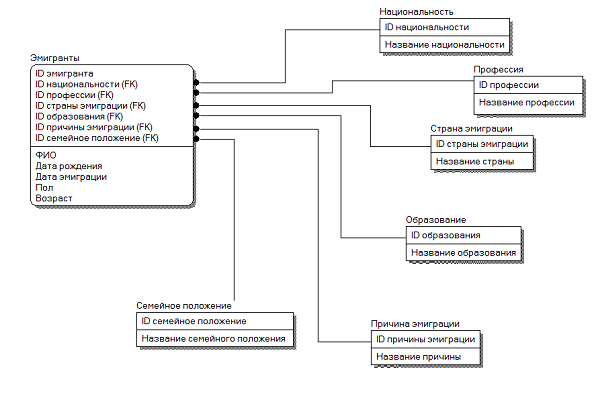 Национальность
ID национальности
Название национальности
Эмигранты
ID эмигранта
ID национальности (FK)
ID профессии (FK)
ID страны эмиграции (FK)
ID образования (FK)
ID причины эмиграции (FK)
ID семейное положение (FK)
ФИО
Дата рождения
Дата эмиграции
Пол
Возраст
Профессия
ID профессии
Название профессии
Страна эмиграции
ID страны эмиграции
Название страны
Образование
ID образования
Название образования
Семейное положение
ID семейное положение
Название семейного положения
Причина эмиграции
ID причины эмиграции
Название причины